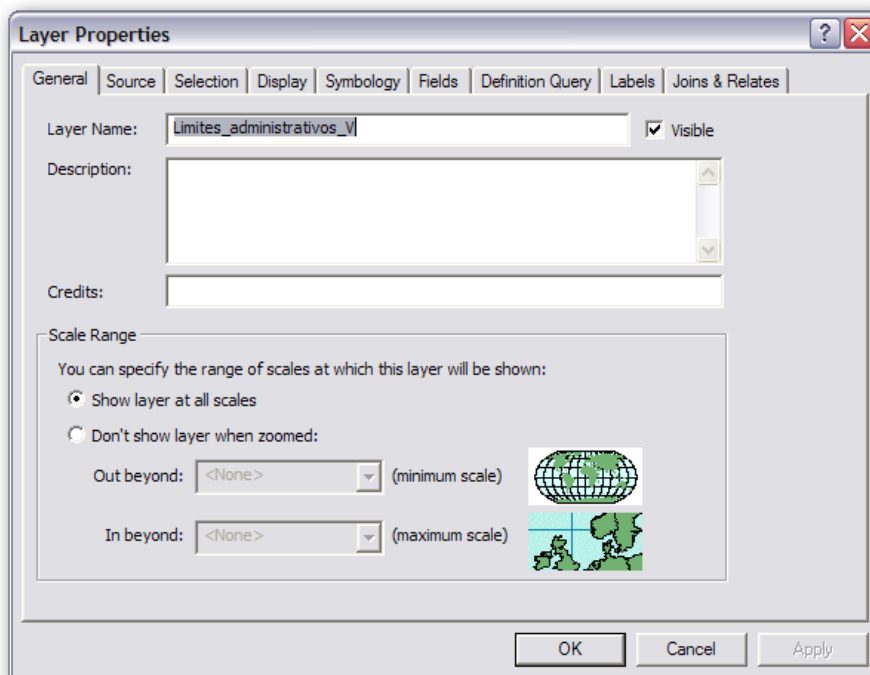 Layer Properties
?
General Source Selection Display Symbology Fields Definition Query Labels Joins & Relates
Layer Name: Limites_administrativos_V Visible
Description:
Credits:
Scale Range
You can specify the range of scales at which this layer will be shown:
Show layer at all scales
Don't show layer when zoomed:
Out beyond: <None> (minimum scale)
In beyond: <None> (maximum scale)
OK Cancel Apply